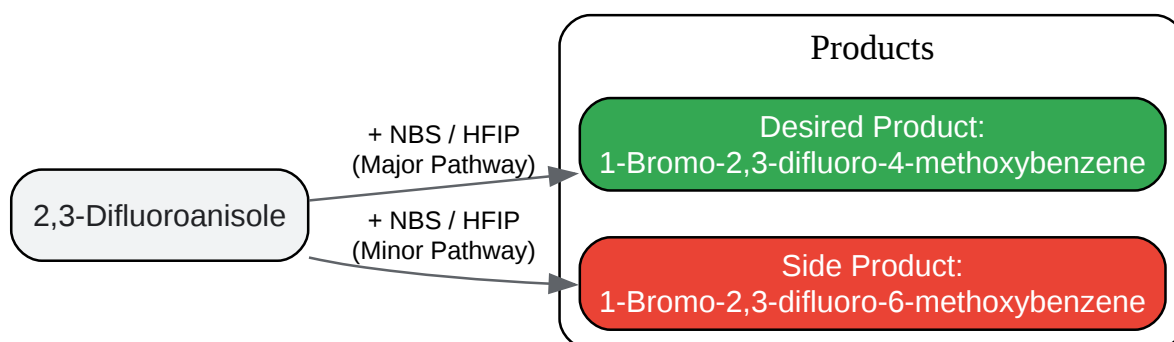 Products
+ NBS / HFIP
(Major Pathway)
Desired Product:
1-Bromo-2,3-difluoro-4-methoxybenzene
2,3-Difluoroanisole
+ NBS / HFIP
(Minor Pathway)
Side Product:
1-Bromo-2,3-difluoro-6-methoxybenzene